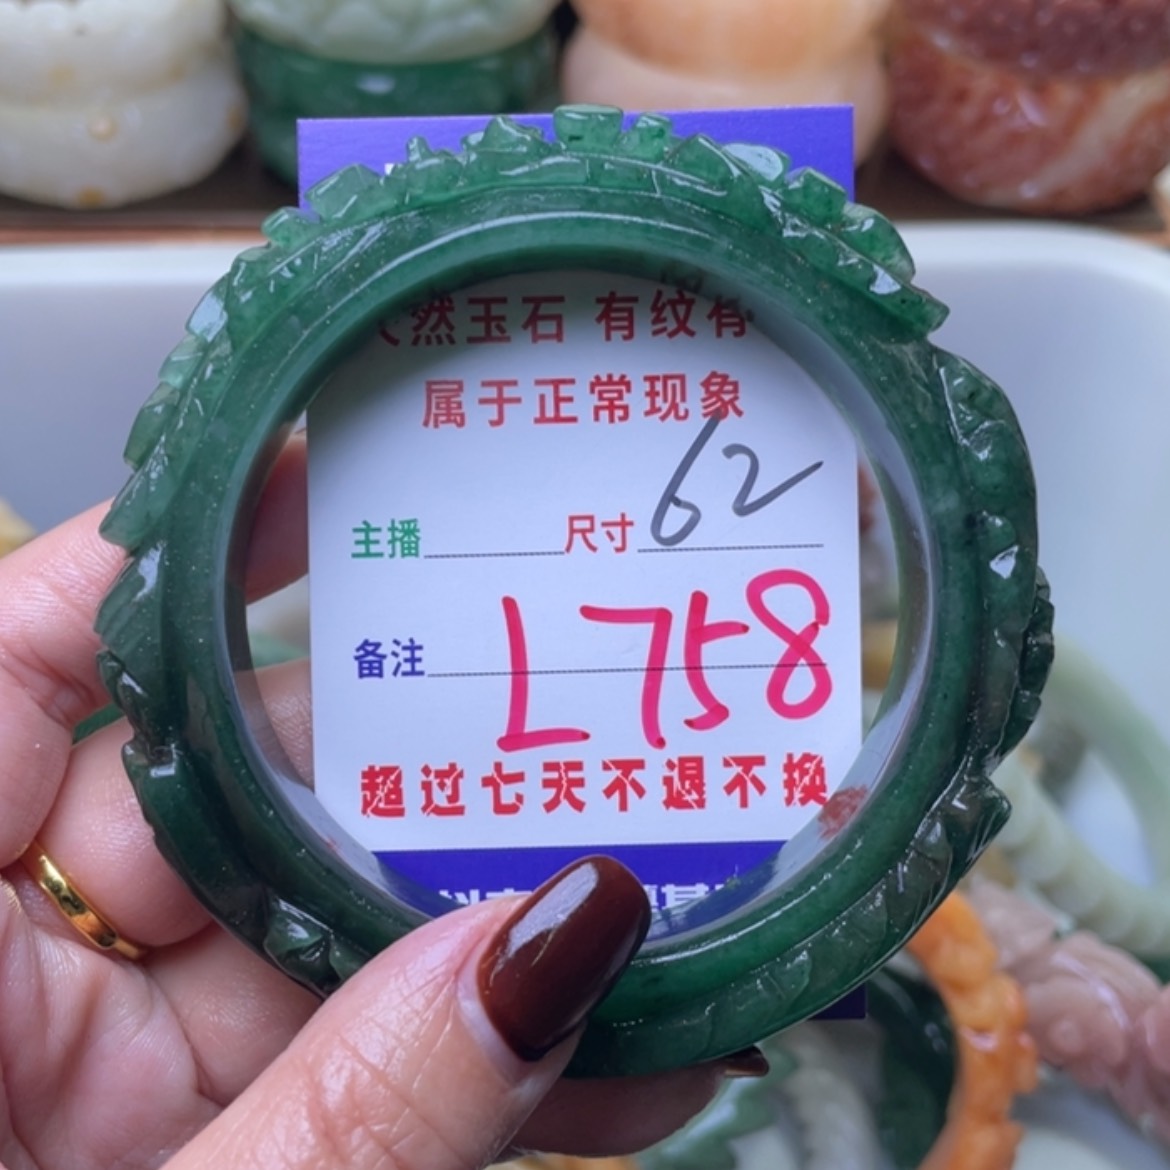 然玉石 有纹有
属于正常现象
主播 尺寸 62
备注 L758
超过七天不退不换